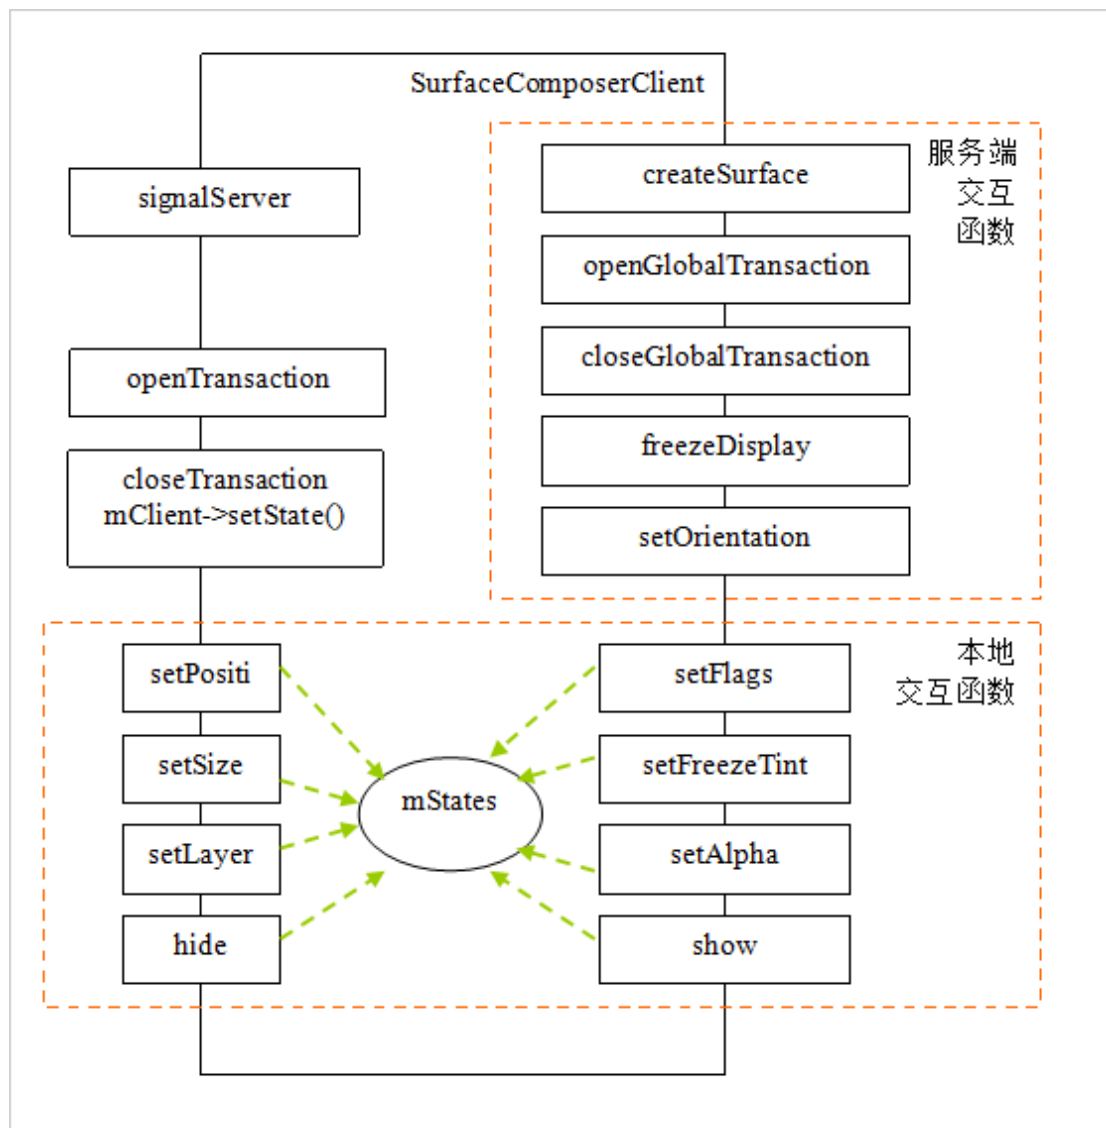 SurfaceComposerClient
服务端
交互
函数
createSurface
signalServer
openGlobalTransaction
closeGlobalTransaction
openTransaction
freezeDisplay
closeTransaction
mClient->setState()
setOrientation
本地
交互函数
setPositi
setFlags
setSize
setFreezeTint
mStates
setLayer
setAlpha
hide
show